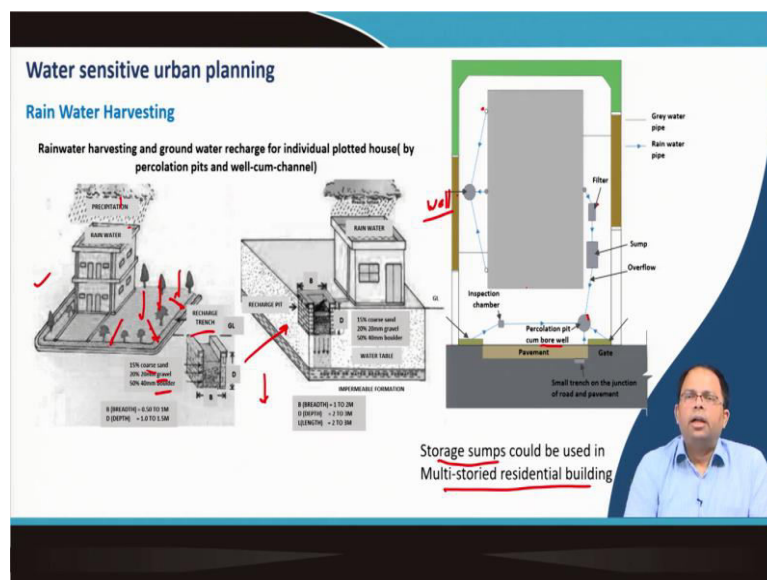 Water sensitive urban planning
Rain Water Harvesting
Rainwater harvesting and ground water recharge for individual plotted house( by
percolation pits and well-cum-channel)
PRECIPITATION
RAIN WATER
RECHARGE
TRENCH
GL
15% coarse sand
20% 20mm gravel
50% 40mm boulder
D
B
B (BREADTH) = 0.50 TO 1M
D (DEPTH) = 1.0 TO 1.5M
RAIN WATER
B
GL
RECHARGE PIT
D
15% coarse sand
20% 20mm gravel
50% 40mm boulder
WATER TABLE
IMPERMEABLE FORMATION
B (BREADTH) = 1 TO 2M
D (DEPTH) = 2 TO 3M
L(LENGTH) = 2 TO 3M
well
Grey water
pipe
Rain water
pipe
Filter
Sump
Overflow
Inspection
chamber
Percolation pit
cum bore well
Pavement
Gate
Small trench on the junction
of road and pavement
Storage sumps could be used in
Multi-storied residential building